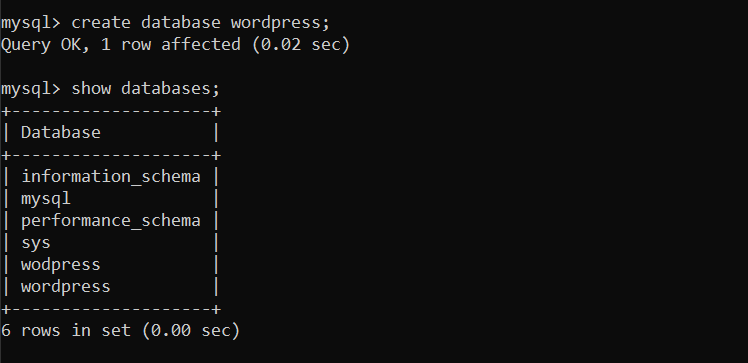 mysql> create database wordpress;
Query OK, 1 row affected (0.02 sec)
mysql> show databases;
+--------------------+
| Database           |
+--------------------+
| information_schema |
| mysql              |
| performance_schema |
| sys                |
| wodpress           |
| wordpress          |
+--------------------+
6 rows in set (0.00 sec)